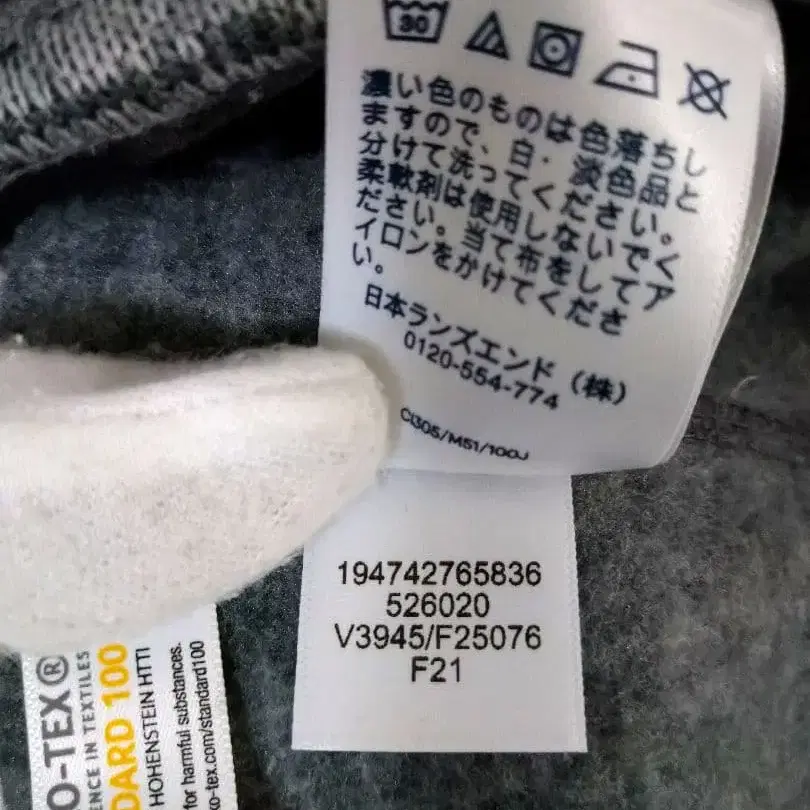 30
濃い色のものは色落ちし
ますので、白・淡色品と
分けて洗ってください。
柔軟剤は使用しないでく
ださい。当て布をしてア
イロンをかけてくださ
い。
日本ランズエンド（株）
0120-554-774
CI305/M51/100J
194742765836
526020
V3945/F25076
F21
O-TEX®
ENCE IN TEXTILES
DARD 100
HOHENSTEIN HTTI
for harmful substances.
ko-tex.com/standard100